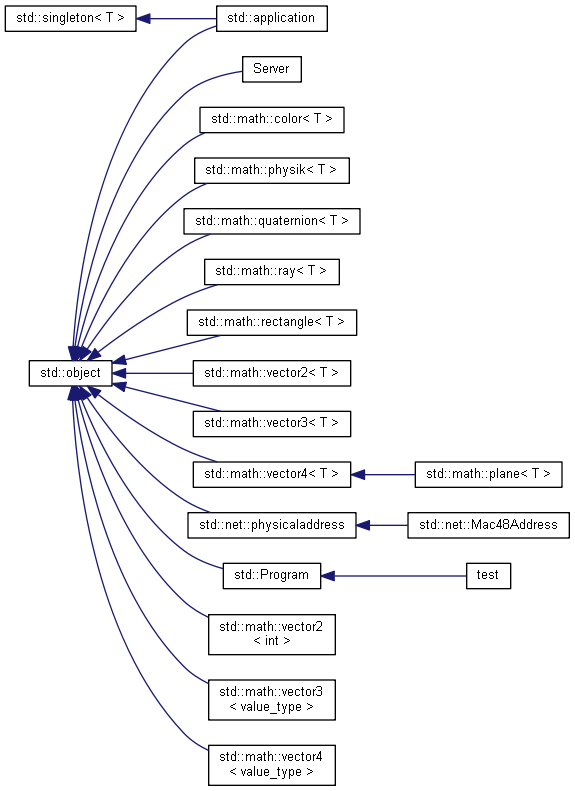 std::singleton< T >
std::application
Server
std::math::color< T >
std::math::physik< T >
std::math::quaternion< T >
std::math::ray< T >
std::math::rectangle< T >
std::object
std::math::vector2< T >
std::math::vector3< T >
std::math::vector4< T >
std::math::plane< T >
std::net::physicaladdress
std::net::Mac48Address
std::Program
test
std::math::vector2
< int >
std::math::vector3
< value_type >
std::math::vector4
< value_type >